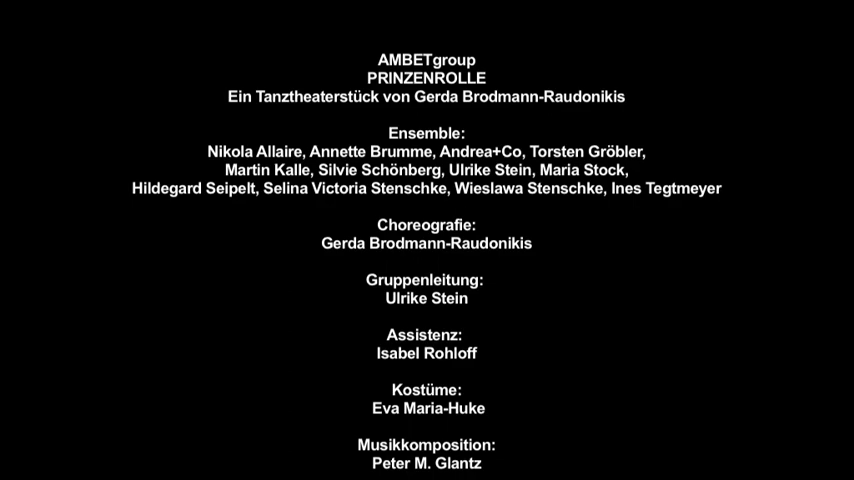 AMBETgroup
PRINZENROLLE
Ein Tanztheaterstück von Gerda Brodmann-Raudonikis
Ensemble:
Nikola Allaire, Annette Brumme, Andrea+Co, Torsten Gröbler,
Martin Kalle, Silvie Schönberg, Ulrike Stein, Maria Stock,
Hildegard Seipelt, Selina Victoria Stenschke, Wieslawa Stenschke, Ines Tegtmeyer
Choreografie:
Gerda Brodmann-Raudonikis
Gruppenleitung:
Ulrike Stein
Assistenz:
Isabel Rohloff
Kostüme:
Eva Maria-Huke
Musikkomposition:
Peter M. Glantz